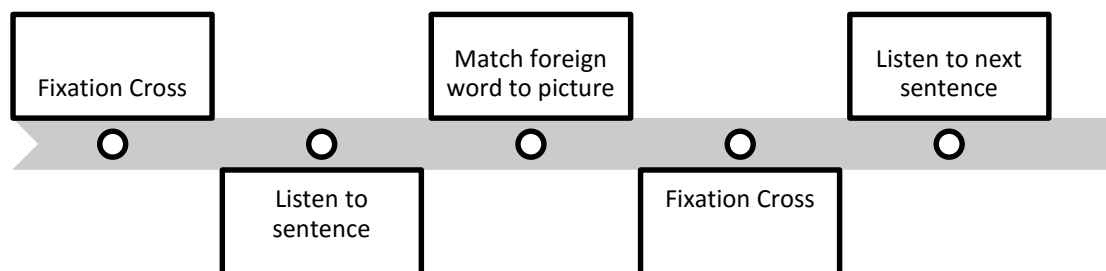 Fixation Cross
Listen to
sentence
Match foreign
word to picture
Fixation Cross
Listen to next
sentence